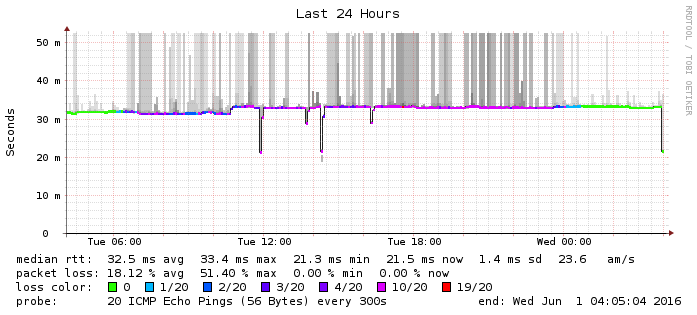 Last 24 Hours
RRDTOOL / TOBI OETIKER
Seconds
50 m
40 m
30 m
20 m
10 m
0
Tue 06:00 Tue 12:00 Tue 18:00 Wed 00:00
median rtt: 32.5 ms avg 33.4 ms max 21.3 ms min 21.5 ms now 1.4 ms sd 23.6 am/s
packet loss: 18.12 % avg 51.40 % max 0.00 % min 0.00 % now
loss color: 0 1/20 2/20 3/20 4/20 10/20 19/20
probe: 20 ICMP Echo Pings (56 Bytes) every 300s end: Wed Jun 1 04:05:04 2016